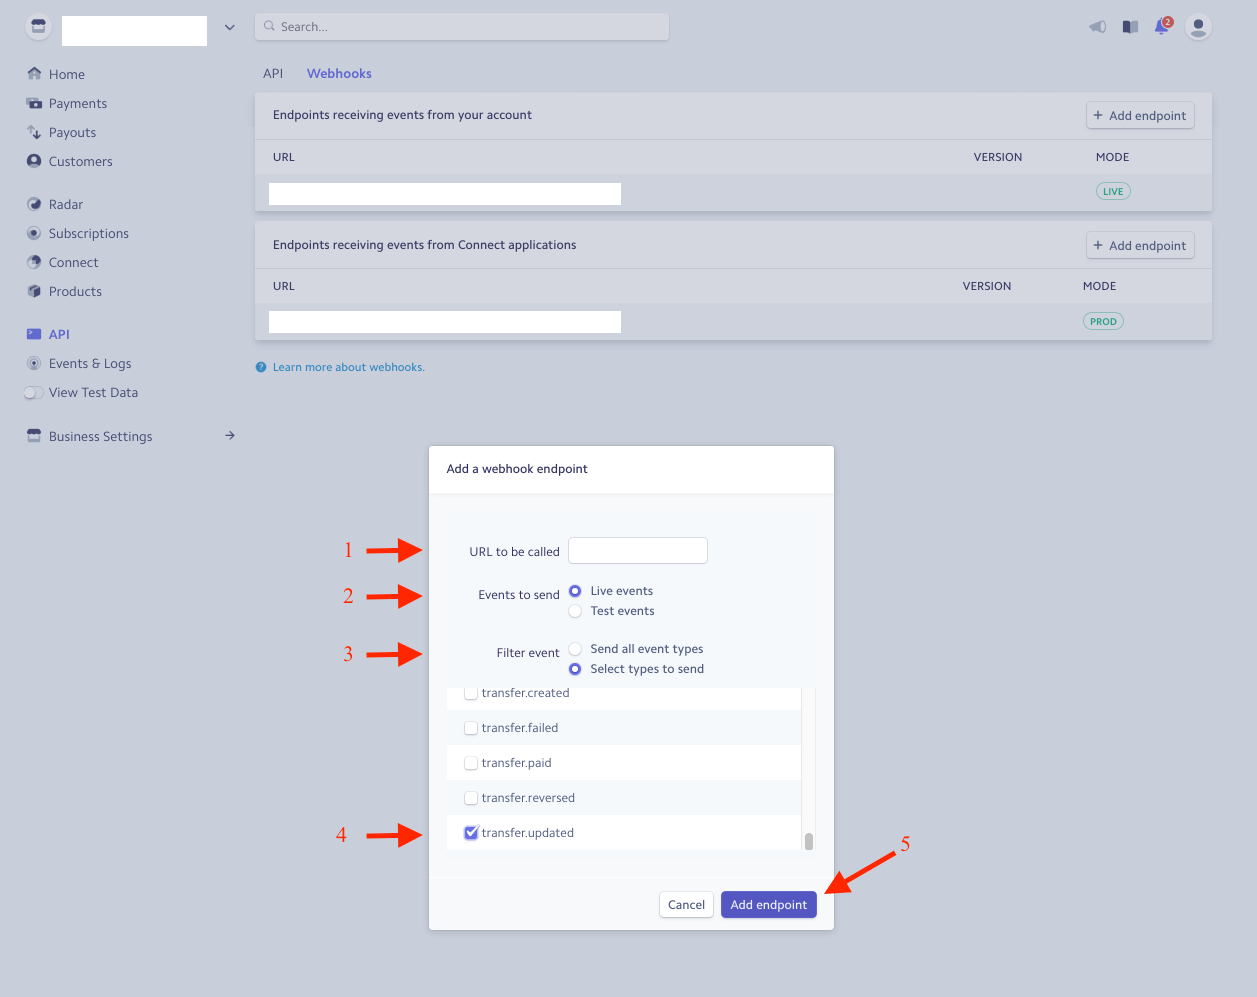 Search...
2
Home
Payments
Payouts
Customers
Radar
Subscriptions
Connect
Products
API
Events & Logs
View Test Data
Business Settings
API Webhooks
Endpoints receiving events from your account
+ Add endpoint
URL VERSION MODE
LIVE
Endpoints receiving events from Connect applications
+ Add endpoint
URL VERSION MODE
PROD
? Learn more about webhooks.
Add a webhook endpoint
1 URL to be called
2 Events to send Live events
Test events
3 Filter event Send all event types
Select types to send
transfer.created
transfer.failed
transfer.paid
transfer.reversed
4 transfer.updated
5
Cancel Add endpoint